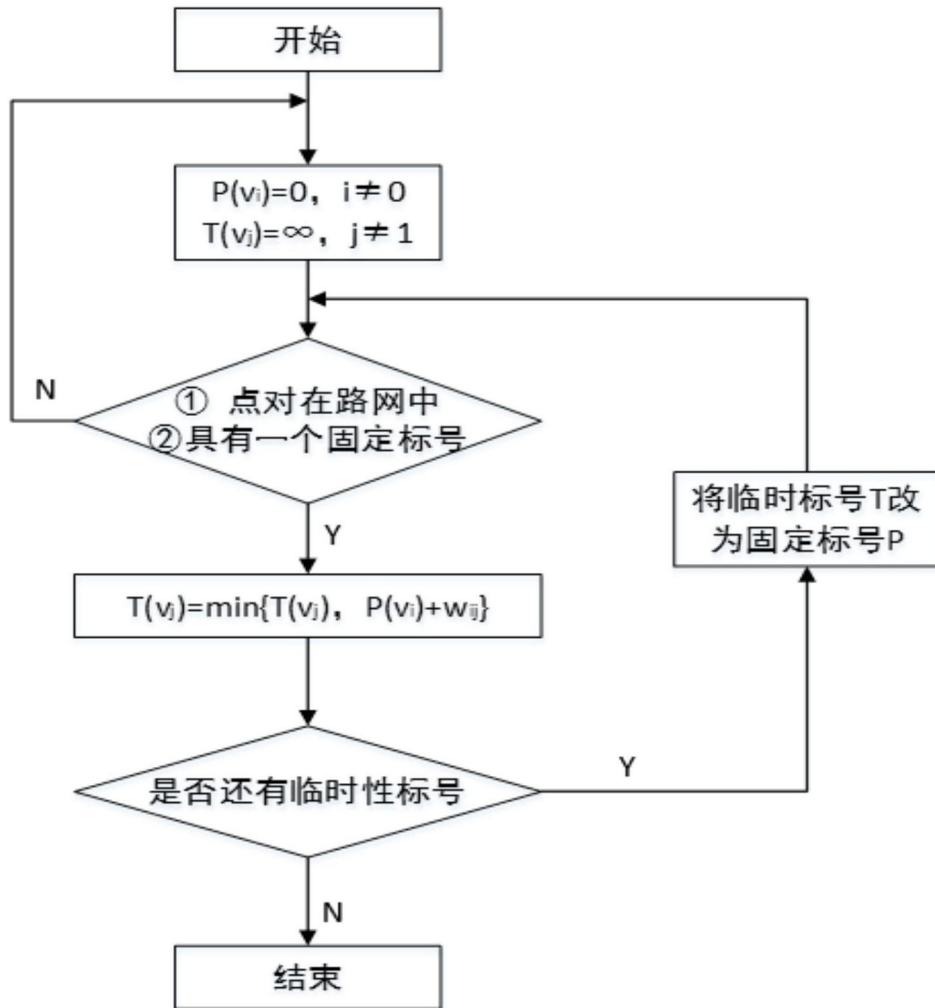 开始
P(vᵢ)=0，i≠0
T(vⱼ)=∞，j≠1
N
① 点对在路网中
②具有一个固定标号
将临时标号T改
为固定标号P
Y
T(vⱼ)=min{T(vⱼ)，P(vᵢ)+wᵢⱼ}
是否还有临时性标号
Y
N
结束